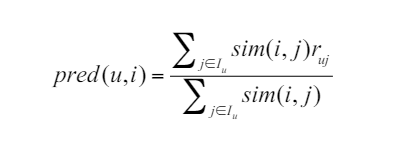 pred(u,i) = ∑_{j∈I_u} sim(i, j)r_{uj} / ∑_{j∈I_u} sim(i, j)